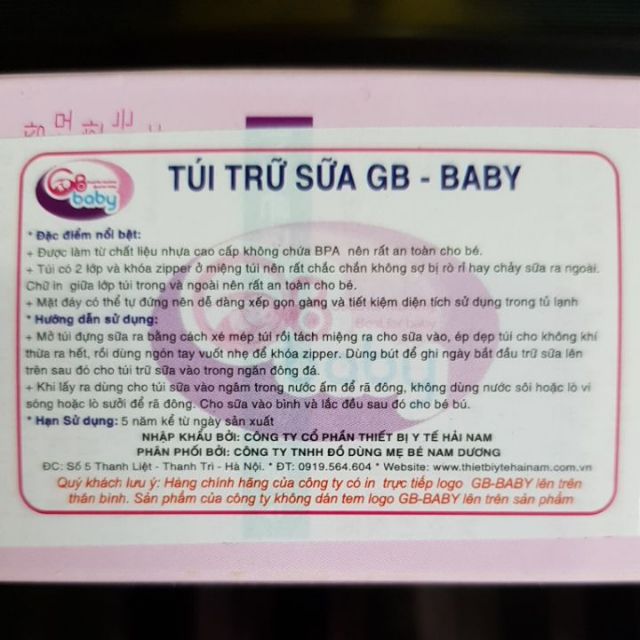 TÚI TRỮ SỮA GB - BABY
baby
* Đặc điểm nổi bật:
+ Được làm từ chất liệu nhựa cao cấp không chứa BPA nên rất an toàn cho bé.
+ Túi có 2 lớp và khóa zipper ở miệng túi nên rất chắc chắn không sợ bị rò rỉ hay chảy sữa ra ngoài.
Chữ in giữa lớp túi trong và ngoài nên rất an toàn cho bé.
+ Mặt đáy có thể tự đứng nên dễ dàng xếp gọn gàng và tiết kiệm diện tích sử dụng trong tủ lạnh
* Hướng dẫn sử dụng:
+ Mở túi đựng sữa ra bằng cách xé mép túi rồi tách miệng ra cho sữa vào, ép dẹp túi cho không khí
thừa ra hết, rồi dùng ngón tay vuốt nhẹ để khóa zipper. Dùng bút để ghi ngày bắt đầu trữ sữa lên
trên sau đó cho túi trữ sữa vào trong ngăn đông đá.
+ Khi lấy ra dùng cho túi sữa vào ngâm trong nước ấm để rã đông, không dùng nước sôi hoặc lò vi
sóng hoặc lò sưởi để rã đông. Cho sữa vào bình và lắc đều sau đó cho bé bú.
* Hạn Sử dụng: 5 năm kể từ ngày sản xuất
NHẬP KHẨU BỞI: CÔNG TY CỔ PHẦN THIẾT BỊ Y TẾ HẢI NAM
PHÂN PHỐI BỞI: CÔNG TY TNHH ĐỒ DÙNG MẸ BÉ NAM DƯƠNG
ĐC: Số 5 Thanh Liệt - Thanh Trì - Hà Nội. * ĐT: 0919.564.604 * Website: www.thietbiytehainam.com.vn
Quý khách lưu ý: Hàng chính hãng của công ty có in trực tiếp logo GB-BABY lên trên
thân bình. Sản phẩm của công ty không dán tem logo GB-BABY lên trên sản phẩm